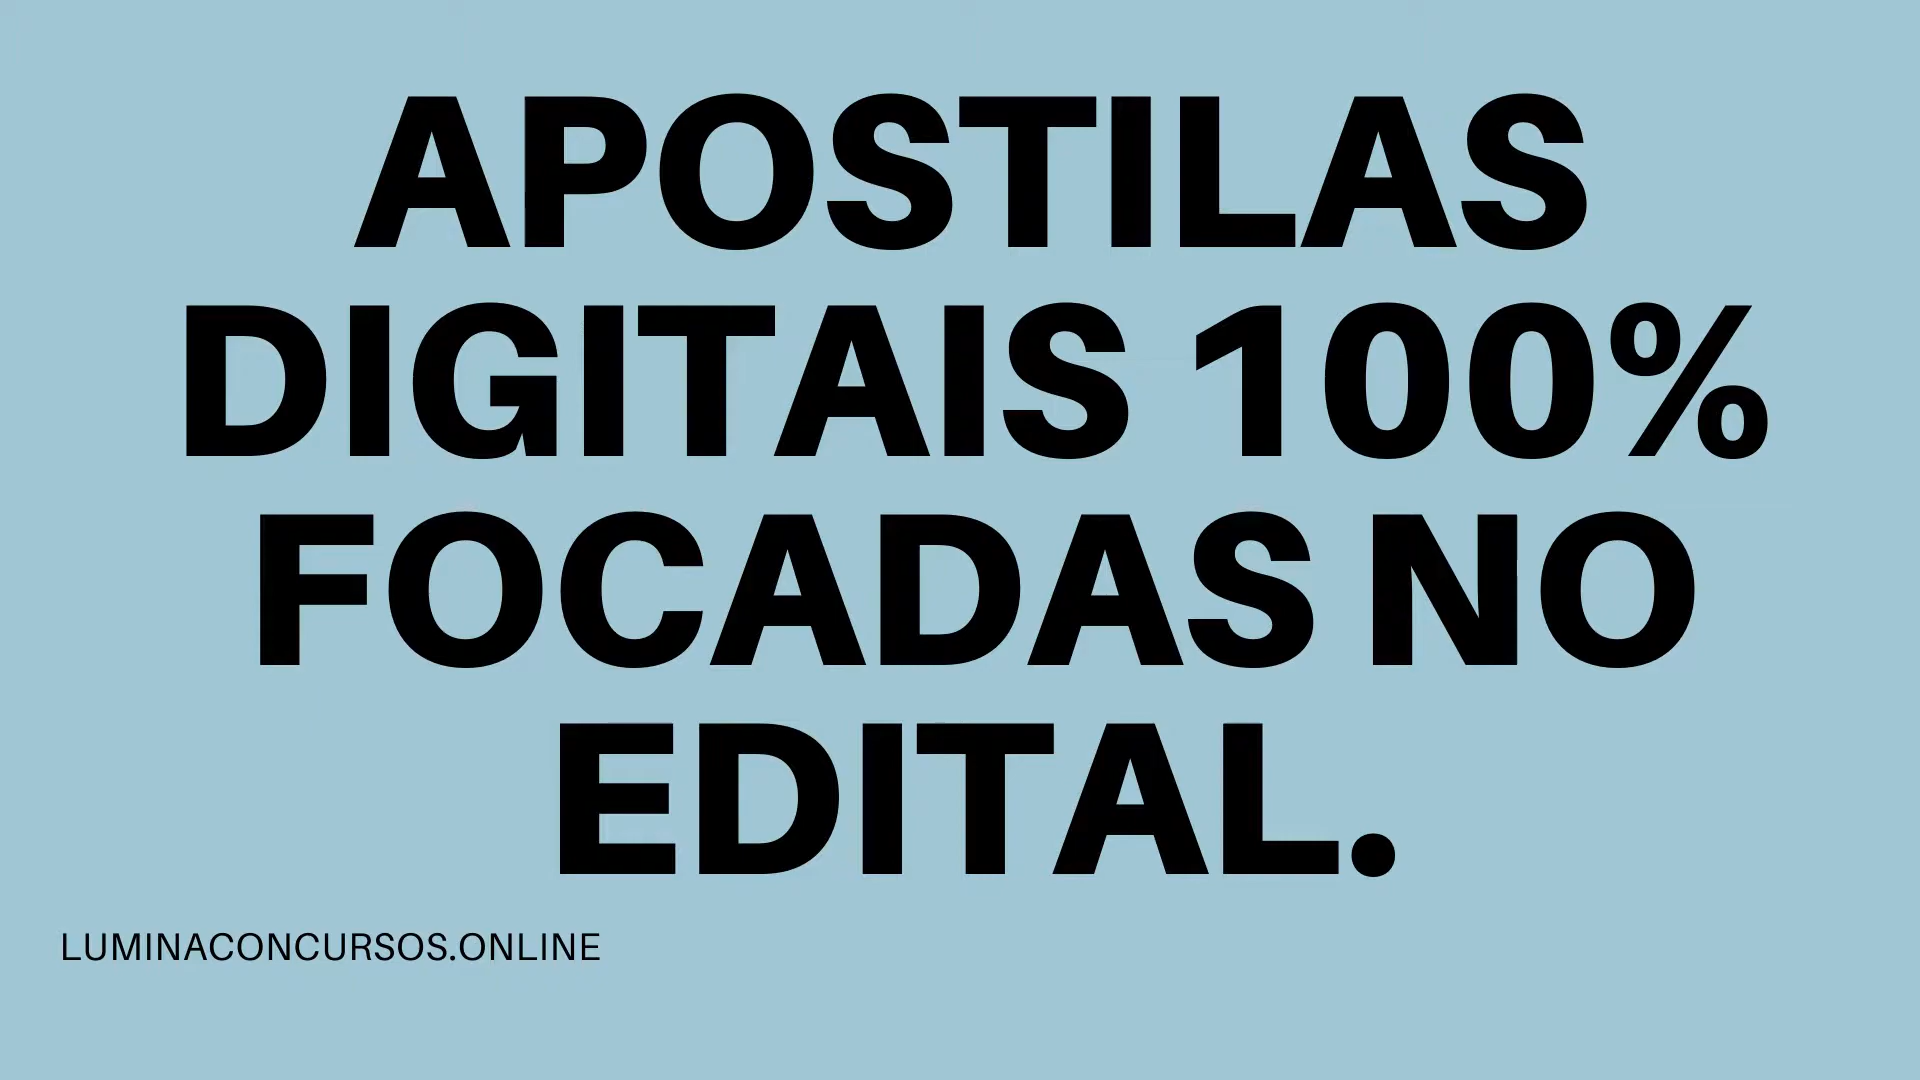 APOSTILAS
DIGITAIS 100%
FOCADAS NO
EDITAL.
LUMINACONCURSOS.ONLINE